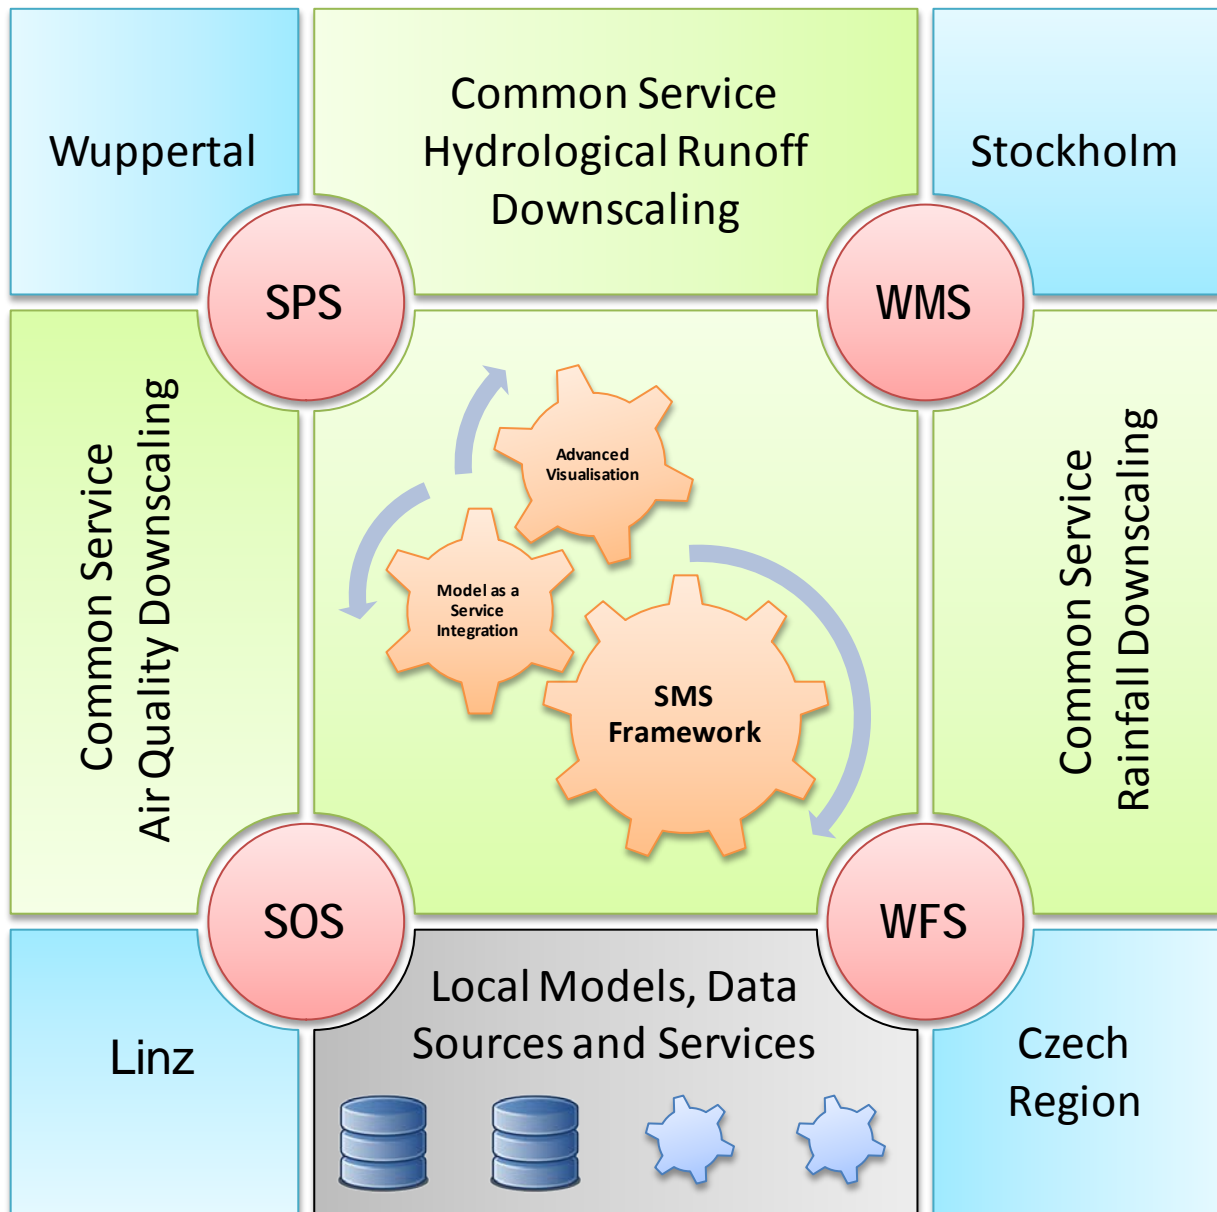 Wuppertal
Common Service
Hydrological Runoff
Downscaling
Stockholm
SPS
WMS
Common Service
Air Quality Downscaling
Advanced
Visualisation
Model as a
Service
Integration
SMS
Framework
Common Service
Rainfall Downscaling
SOS
WFS
Linz
Local Models, Data
Sources and Services
Czech
Region